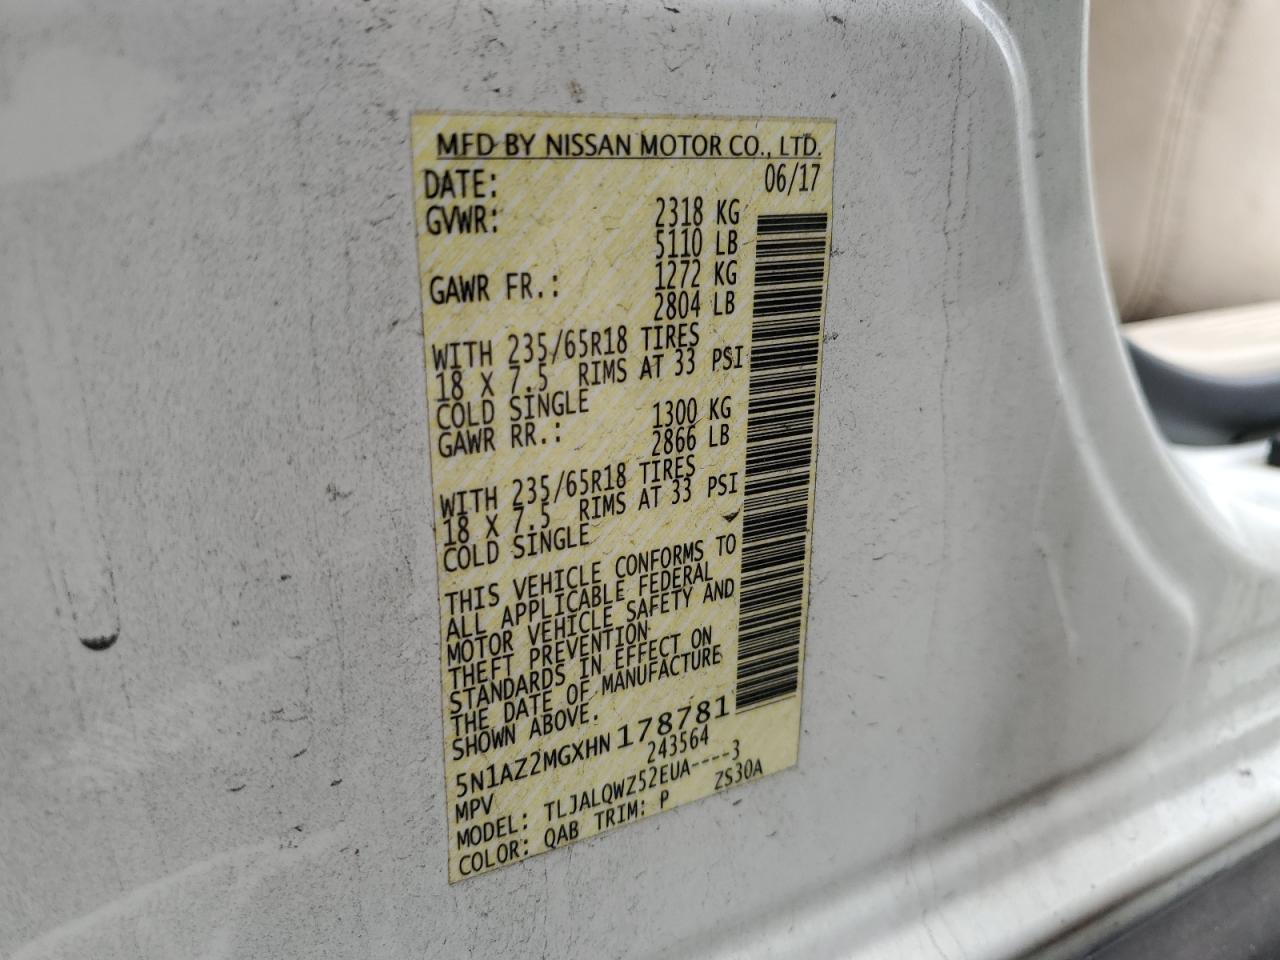 MFD BY NISSAN MOTOR CO., LTD.
DATE: 06/17
GVWR: 2318 KG
5110 LB
GAWR FR.: 1272 KG
2804 LB
WITH 235/65R18 TIRES
18 X 7.5 RIMS AT 33 PSI
COLD SINGLE
GAWR RR.: 1300 KG
2866 LB
WITH 235/65R18 TIRES
18 X 7.5 RIMS AT 33 PSI
COLD SINGLE
THIS VEHICLE CONFORMS TO
ALL APPLICABLE FEDERAL
MOTOR VEHICLE SAFETY AND
THEFT PREVENTION
STANDARDS IN EFFECT ON
THE DATE OF MANUFACTURE
SHOWN ABOVE.
5N1AZ2MGXHN178781
MPV 243564
MODEL: TLJALQWZ52EUA----3
COLOR: QAB TRIM: P ZS30A